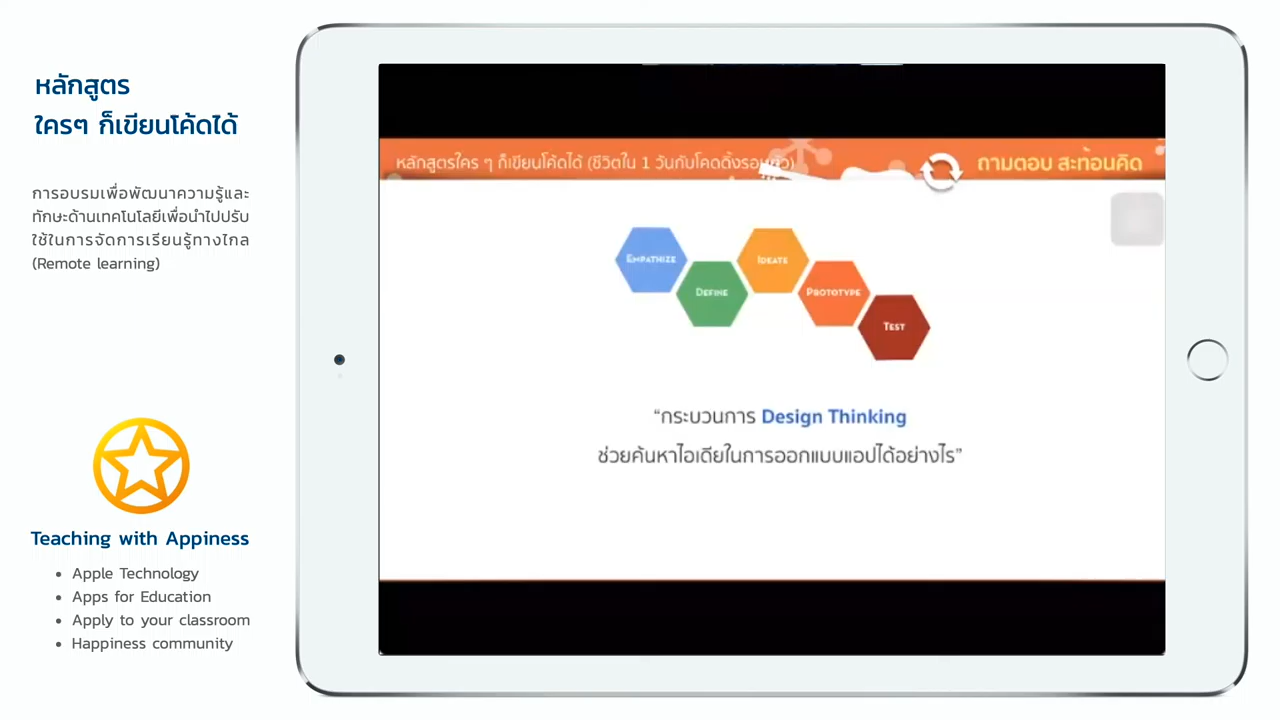 หลักสูตร
ใครๆ ก็เขียนโค้ดได้
การอบรมเพื่อพัฒนาความรู้และ
ทักษะด้านเทคโนโลยีเพื่อนำไปปรับ
ใช้ในการจัดการเรียนรู้ทางไกล
(Remote learning)
Teaching with Appiness
• Apple Technology
• Apps for Education
• Apply to your classroom
• Happiness community
หลักสูตรใคร ๆ ก็เขียนโค้ดได้ (ชีวิตใน 1 วันกับโคดดิ้งรอบตัว)
ถามตอบ สะท้อนคิด
EMPATHIZE
DEFINE
IDEATE
PROTOTYPE
TEST
“กระบวนการ Design Thinking
ช่วยค้นหาไอเดียในการออกแบบแอปได้อย่างไร”